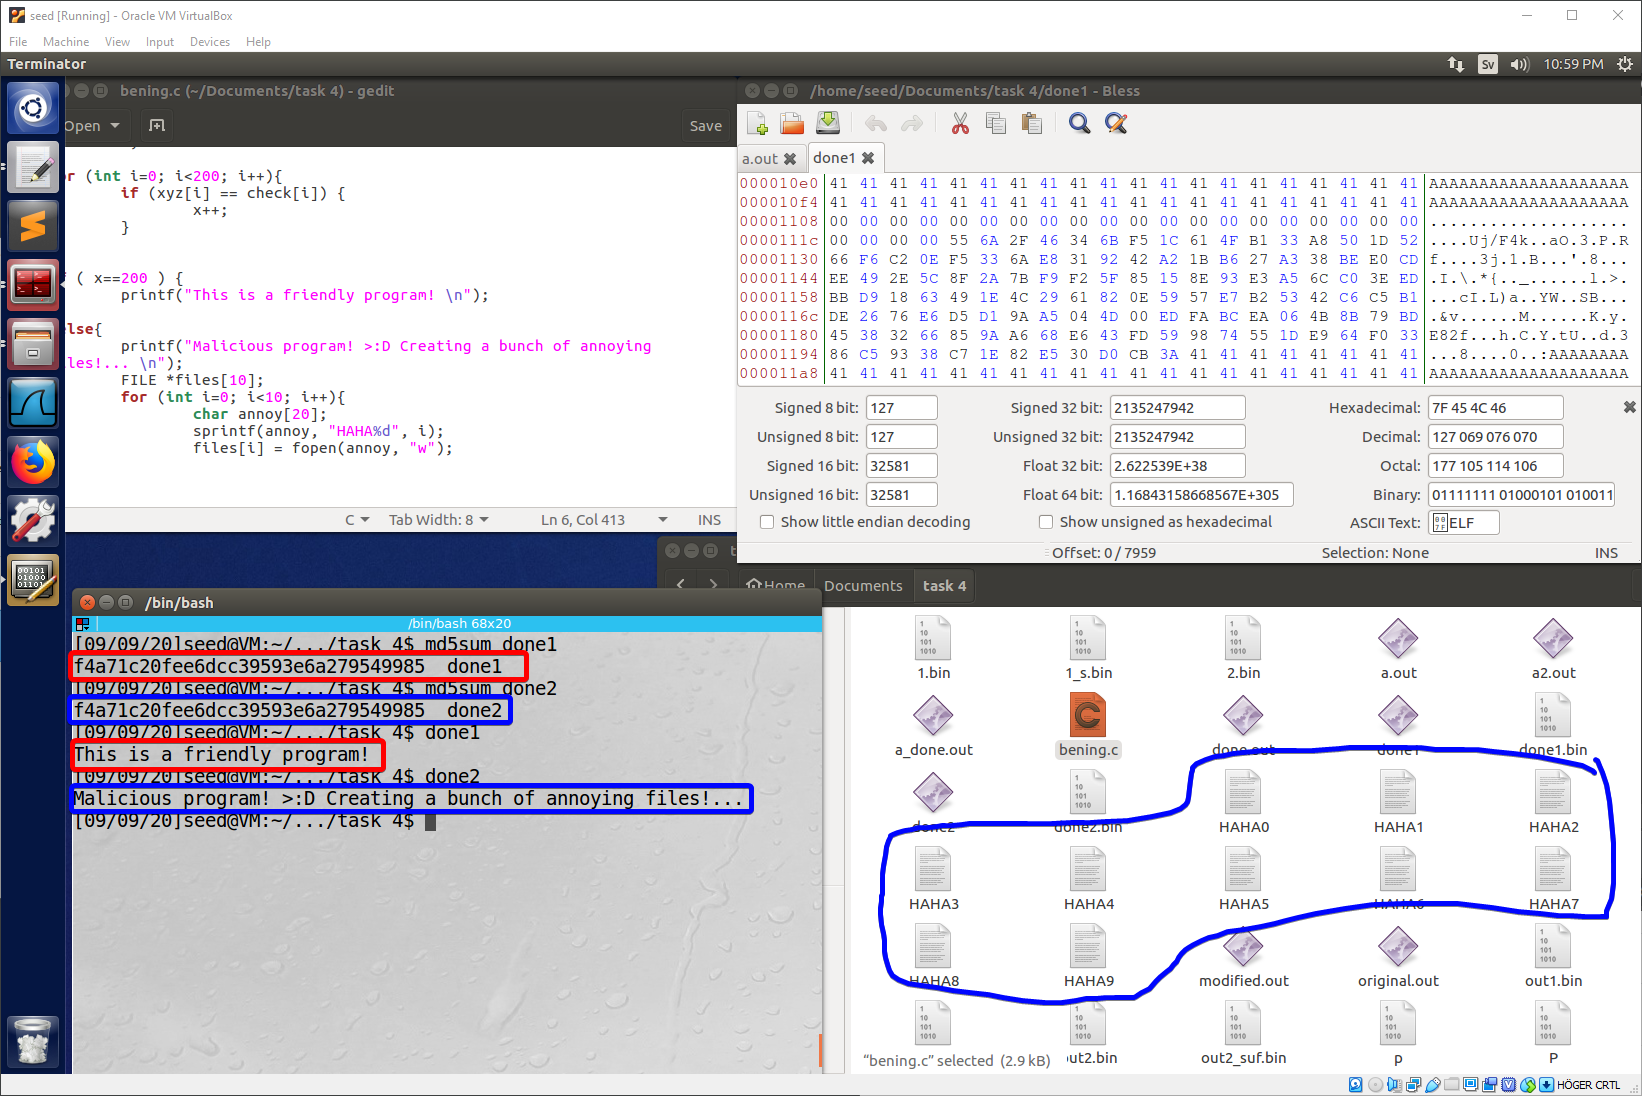 seed [Running] - Oracle VM VirtualBox
File Machine View Input Devices Help
Terminator
Sv
10:59 PM
bening.c (~/Documents/task 4) - gedit
Open
Save
r (int i=0; i<200; i++){
if (xyz[i] == check[i]) {
x++;
}
( x==200 ) {
printf("This is a friendly program! \n");
else{
printf("Malicious program! >:D Creating a bunch of annoying
les!... \n");
FILE *files[10];
for (int i=0; i<10; i++){
char annoy[20];
sprintf(annoy, "HAHA%d", i);
files[i] = fopen(annoy, "w");
C Tab Width: 8 Ln 6, Col 413 INS
/home/seed/Documents/task 4/done1 - Bless
a.out done1
000010e0 41 41 41 41 41 41 41 41 41 41 41 41 41 41 41 41 41 41 41 41 AAAAAAAAAAAAAAAAAAAA
000010f4 41 41 41 41 41 41 41 41 41 41 41 41 41 41 41 41 41 41 41 41 AAAAAAAAAAAAAAAAAAAA
00001108 00 00 00 00 00 00 00 00 00 00 00 00 00 00 00 00 00 00 00 00 ....................
0000111c 00 00 00 00 55 6A 2F 46 34 6B F5 1C 61 4F B1 33 A8 50 1D 52 ....Uj/F4k..aO.3.P.R
00001130 66 F6 C2 0E F5 33 6A E8 31 92 42 A2 1B B6 27 A3 38 BE E0 CD f....3j.1.B...'.8...
00001144 EE 49 2E 5C 8F 2A 7B F9 F2 5F 85 15 8E 93 E3 A5 6C C0 3E ED .I.\.*{.._......l.>.
00001158 BB D9 18 63 49 1E 4C 29 61 82 0E 59 57 E7 B2 53 42 C6 C5 B1 ...cI.L)a..YW..SB...
0000116c DE 26 76 E6 D5 D1 9A A5 04 4D 00 ED FA BC EA 06 4B 8B 79 BD .&v......M......K.y.
00001180 45 38 32 66 85 9A A6 68 E6 43 FD 59 98 74 55 1D E9 64 F0 33 E82f...h.C.Y.tU..d.3
00001194 86 C5 93 38 C7 1E 82 E5 30 D0 CB 3A 41 41 41 41 41 41 41 41 ...8....0..:AAAAAAAA
000011a8 41 41 41 41 41 41 41 41 41 41 41 41 41 41 41 41 41 41 41 41 AAAAAAAAAAAAAAAAAAAA
Signed 8 bit: 127 Signed 32 bit: 2135247942 Hexadecimal: 7F 45 4C 46
Unsigned 8 bit: 127 Unsigned 32 bit: 2135247942 Decimal: 127 069 076 070
Signed 16 bit: 32581 Float 32 bit: 2.622539E+38 Octal: 177 105 114 106
Unsigned 16 bit: 32581 Float 64 bit: 1.16843158668567E+305 Binary: 01111111 01000101 010011
Show little endian decoding Show unsigned as hexadecimal ASCII Text: ELF
Offset: 0 / 7959 Selection: None INS
Home Documents task 4
/bin/bash
/bin/bash 68x20
[09/09/20]seed@VM:~/.../task 4$ md5sum done1
f4a71c20fee6dcc39593e6a279549985 done1
[09/09/20]seed@VM:~/.../task 4$ md5sum done2
f4a71c20fee6dcc39593e6a279549985 done2
[09/09/20]seed@VM:~/.../task 4$ done1
This is a friendly program!
[09/09/20]seed@VM:~/.../task 4$ done2
Malicious program! >:D Creating a bunch of annoying files!...
[09/09/20]seed@VM:~/.../task 4$
1.bin 1_s.bin 2.bin a.out a2.out
a_done.out bening.c done.out done1 done1.bin
done2 done2.bin HAHA0 HAHA1 HAHA2
HAHA3 HAHA4 HAHA5 HAHA6 HAHA7
HAHA8 HAHA9 modified.out original.out out1.bin
ut2.bin out2_suf.bin p P
"bening.c" selected (2.9 kB)
HÖGER CRTL